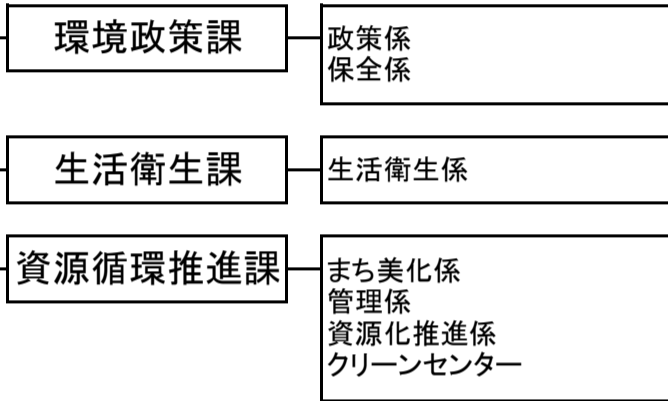 環境政策課
政策係
保全係
生活衛生課
生活衛生係
資源循環推進課
まち美化係
管理係
資源化推進係
クリーンセンター